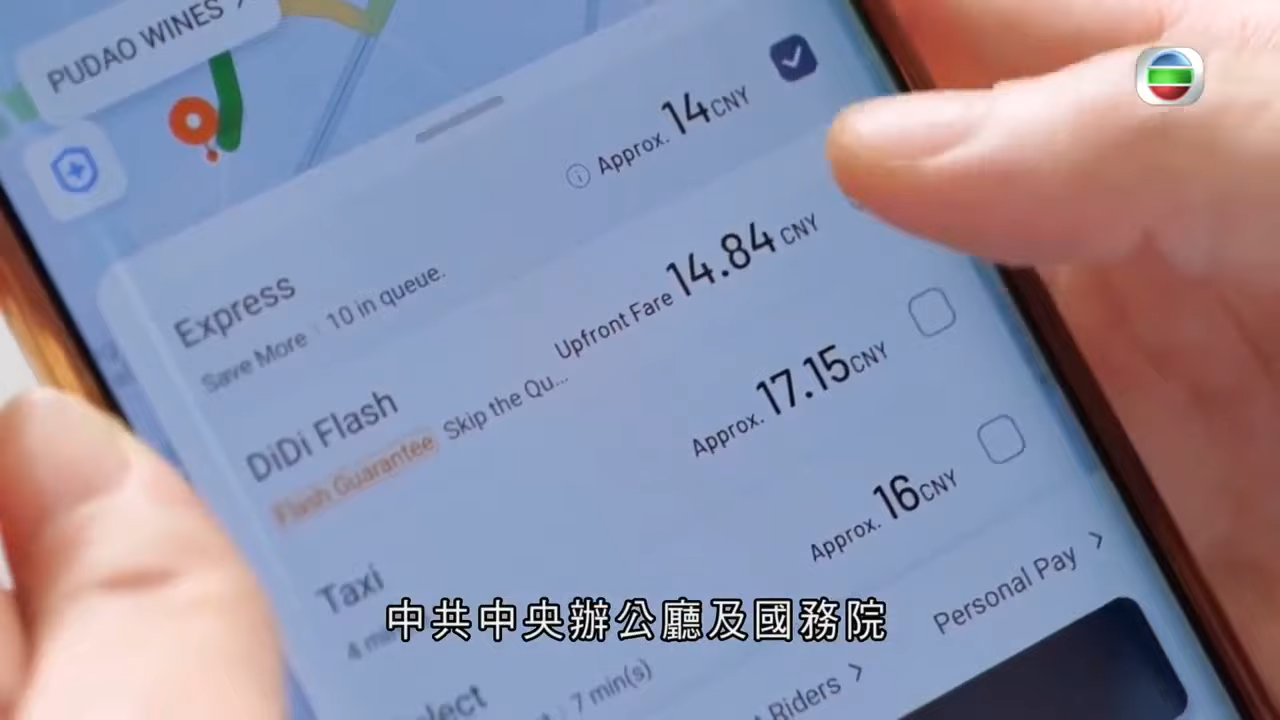 PUDAO WINES
Approx. 14 CNY
Express
Save More 10 in queue.
Upfront Fare 14.84 CNY
DiDi Flash
Flash Guarantee Skip the Qu...
Approx. 17.15 CNY
Taxi
Approx. 16 CNY
7 min(s)
Personal Pay
Riders
中共中央辦公廳及國務院